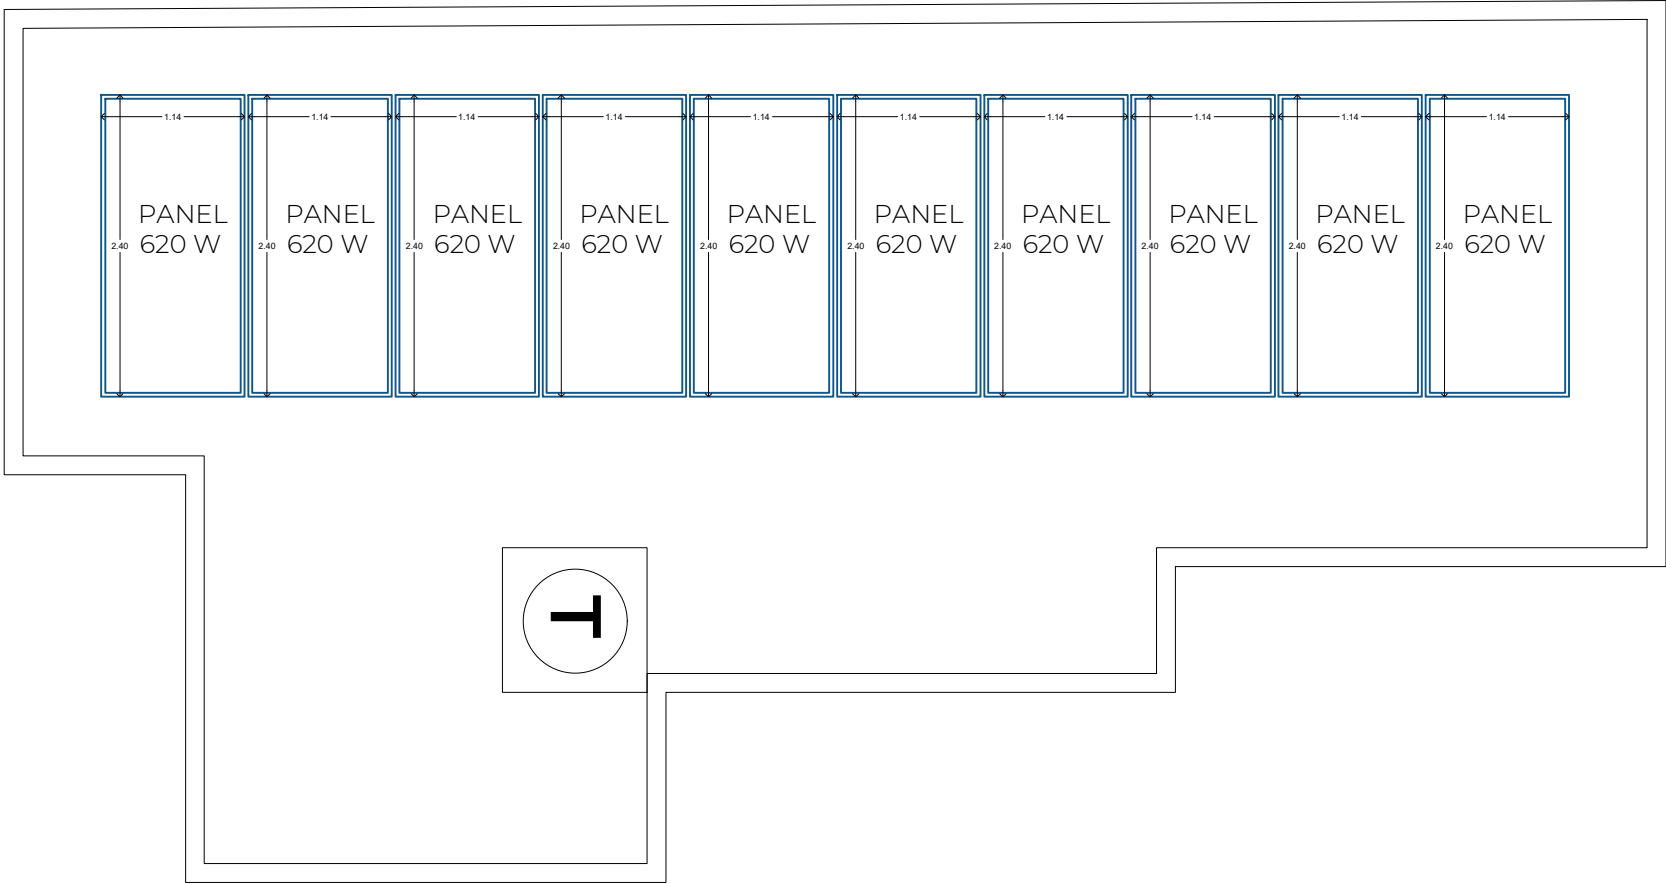 1.14 1.14 1.14 1.14 1.14 1.14 1.14 1.14 1.14 1.14
PANEL PANEL PANEL PANEL PANEL PANEL PANEL PANEL PANEL PANEL
620 W 620 W 620 W 620 W 620 W 620 W 620 W 620 W 620 W 620 W
2.40 2.40 2.40 2.40 2.40 2.40 2.40 2.40 2.40 2.40
T